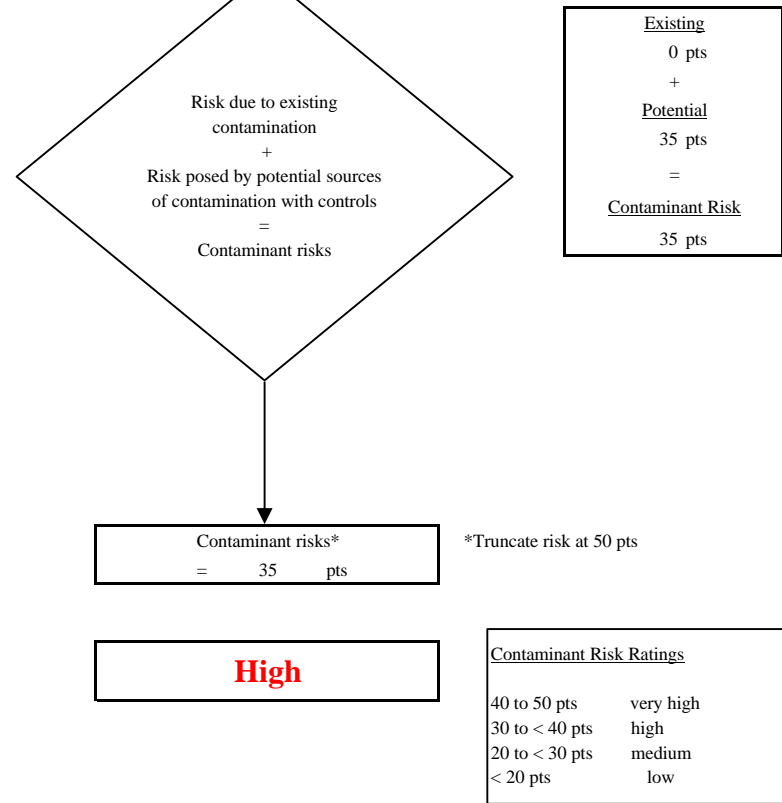 Risk due to existing
contamination
+
Risk posed by potential sources
of contamination with controls
=
Contaminant risks
Existing
0 pts
+
Potential
35 pts
=
Contaminant Risk
35 pts
Contaminant risks*
= 35 pts
*Truncate risk at 50 pts
High
Contaminant Risk Ratings
40 to 50 pts very high
30 to < 40 pts high
20 to < 30 pts medium
< 20 pts low